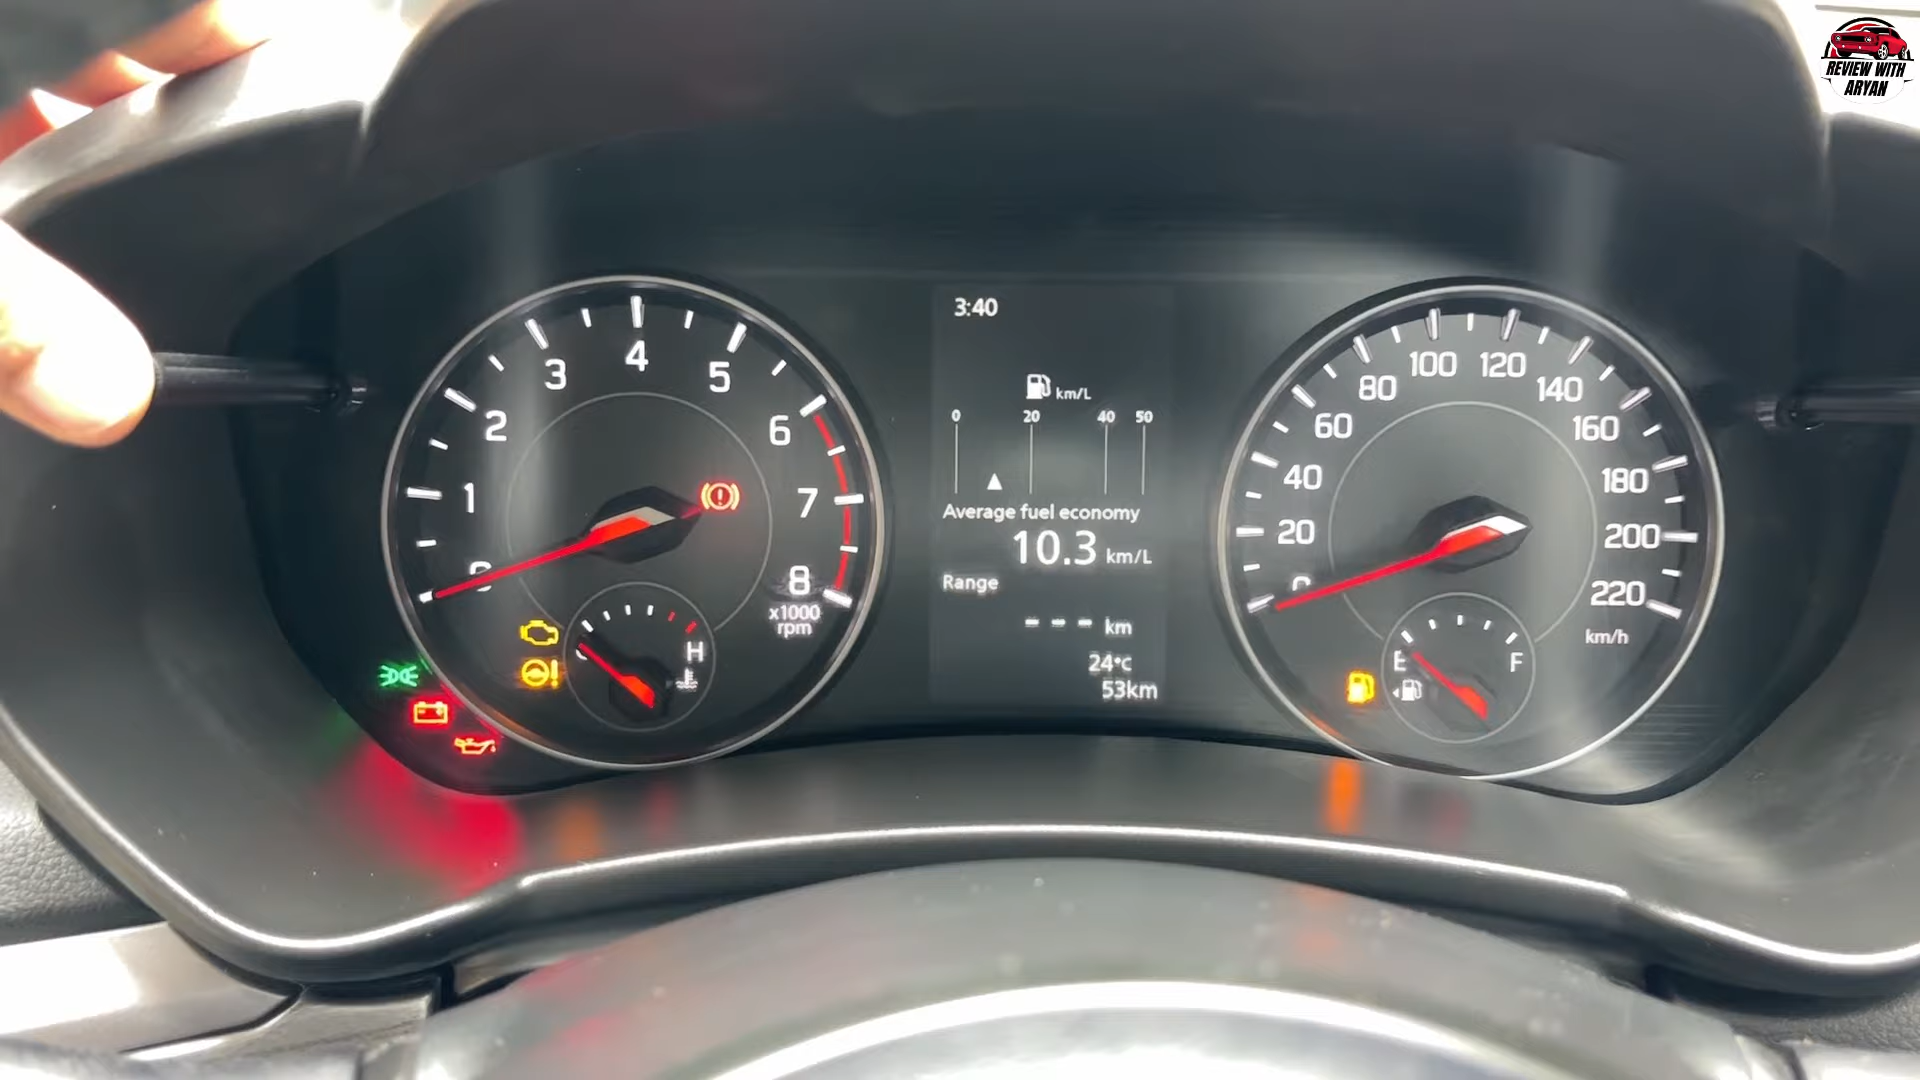 REVIEW WITH
ARYAN
0
1
2
3
4
5
6
7
8
x1000
rpm
H
3:40
km/L
0 20 40 50
Average fuel economy
10.3 km/L
Range
--- km
24°C
53km
0
20
40
60
80
100
120
140
160
180
200
220
km/h
E
F